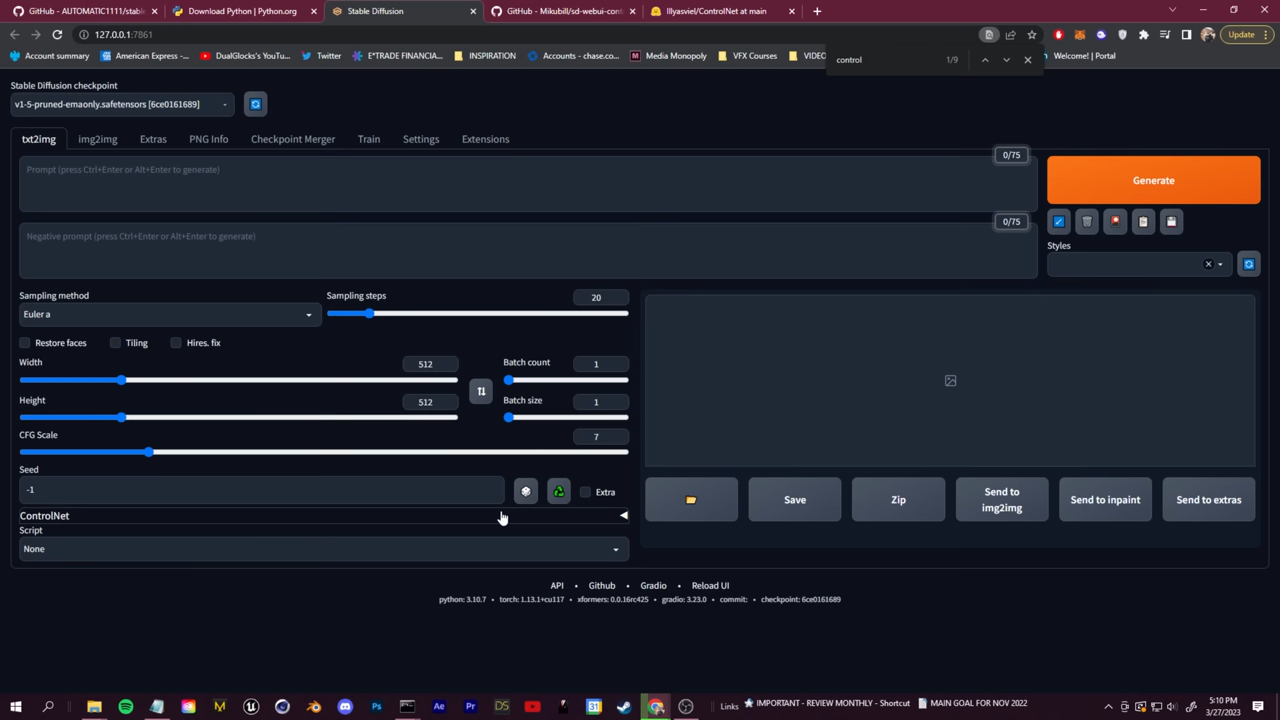 GitHub - AUTOMATIC1111/stable
Download Python | Python.org
Stable Diffusion
GitHub - Mikubill/sd-webui-cont
lllyasviel/ControlNet at main
127.0.0.1:7861
Update
Account summary
American Express -...
DualGlocks's YouTu...
Twitter
E*TRADE FINANCIA...
INSPIRATION
Accounts - chase.co...
Media Monopoly
VFX Courses
VIDEO
Welcome! | Portal
control
1/9
Stable Diffusion checkpoint
v1-5-pruned-emaonly.safetensors [6ce0161689]
txt2img
img2img
Extras
PNG Info
Checkpoint Merger
Train
Settings
Extensions
0/75
Prompt (press Ctrl+Enter or Alt+Enter to generate)
Generate
0/75
Negative prompt (press Ctrl+Enter or Alt+Enter to generate)
Styles
Sampling method
Euler a
Sampling steps
20
Restore faces
Tiling
Hires. fix
Width
512
Batch count
1
Height
512
Batch size
1
CFG Scale
7
Seed
-1
Extra
Save
Zip
Send to
img2img
Send to inpaint
Send to extras
ControlNet
Script
None
API • Github • Gradio • Reload UI
python: 3.10.7 • torch: 1.13.1+cu117 • xformers: 0.0.16rc425 • gradio: 3.23.0 • commit: • checkpoint: 6ce0161689
Links
IMPORTANT - REVIEW MONTHLY - Shortcut
MAIN GOAL FOR NOV 2022
5:10 PM
3/27/2023